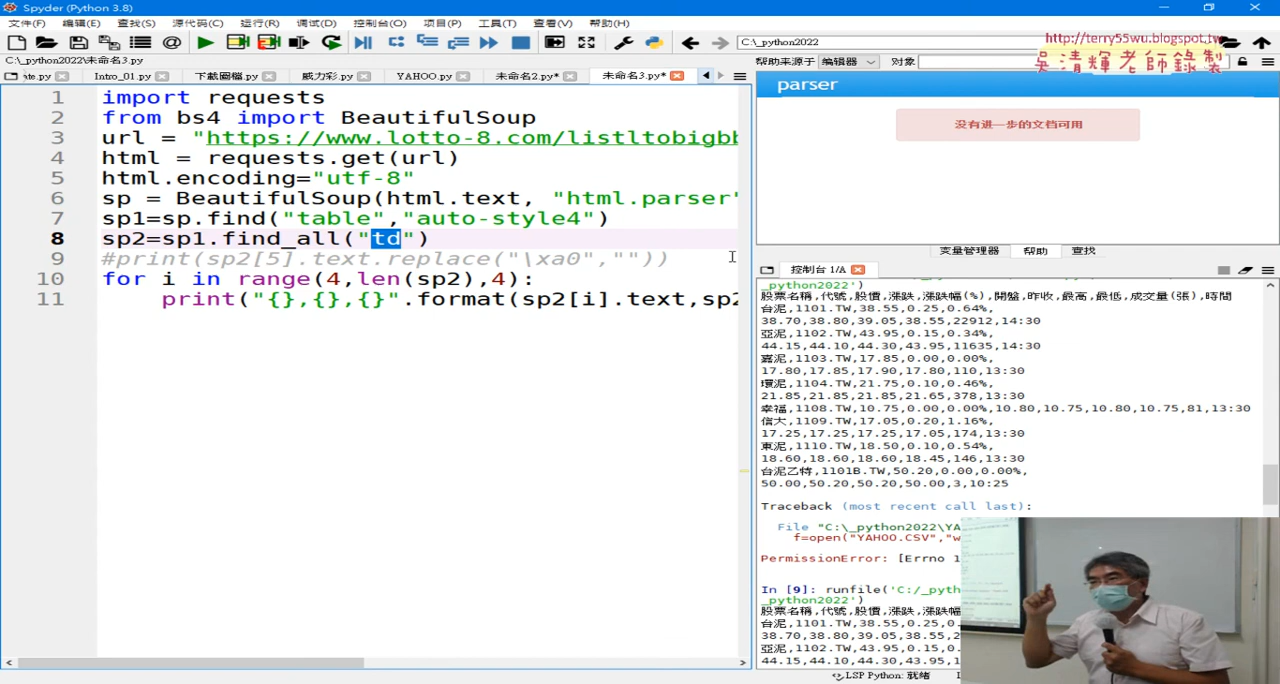 Spyder (Python 3.8)
文件(F) 编辑(E) 查找(S) 源代码(C) 运行(R) 调试(D) 控制台(O) 项目(P) 工具(T) 查看(V) 帮助(H)
C:\_python2022
http://terry55wu.blogspot.tw
吳清輝老師錄製
C:\_python2022\未命名3.py
帮助来源于 编辑器 对象
Intro_01.py 下載圖檔.py 威力彩.py YAHOO.py 未命名2.py* 未命名3.py*
1 import requests
2 from bs4 import BeautifulSoup
3 url = "https://www.lotto-8.com/listltobigbb
4 html = requests.get(url)
5 html.encoding="utf-8"
6 sp = BeautifulSoup(html.text, "html.parser"
7 sp1=sp.find("table","auto-style4")
8 sp2=sp1.find_all("td")
9 #print(sp2[5].text.replace("\xa0",""))
10 for i in range(4,len(sp2),4):
11 print("{},{},{}".format(sp2[i].text,sp2
parser
没有进一步的文档可用
变量管理器 帮助 查找
控制台 1/A
_python2022')
股票名稱,代號,股價,漲跌,漲跌幅(%),開盤,昨收,最高,最低,成交量(張),時間
台泥,1101.TW,38.55,0.25,0.64%,
38.70,38.80,39.05,38.55,22912,14:30
亞泥,1102.TW,43.95,0.15,0.34%,
44.15,44.10,44.30,43.95,11635,14:30
嘉泥,1103.TW,17.85,0.00,0.00%,
17.80,17.85,17.90,17.80,110,13:30
環泥,1104.TW,21.75,0.10,0.46%,
21.85,21.85,21.85,21.65,378,13:30
幸福,1108.TW,10.75,0.00,0.00%,10.80,10.75,10.80,10.75,81,13:30
信大,1109.TW,17.05,0.20,1.16%,
17.25,17.25,17.25,17.05,174,13:30
東泥,1110.TW,18.50,0.10,0.54%,
18.60,18.60,18.60,18.45,146,13:30
台泥乙特,1101B.TW,50.20,0.00,0.00%,
50.00,50.20,50.20,50.00,3,10:25
Traceback (most recent call last):
File "C:\_python2022\YA
f=open("YAHOO.CSV","w
PermissionError: [Errno 1
In [9]: runfile('C:/_pyth
_python2022')
股票名稱,代號,股價,漲跌,漲跌幅
台泥,1101.TW,38.55,0.25,0.
38.70,38.80,39.05,38.55,2
亞泥,1102.TW,43.95,0.15,0.
44.15,44.10,44.30,43.95,1
LSP Python: 就绪